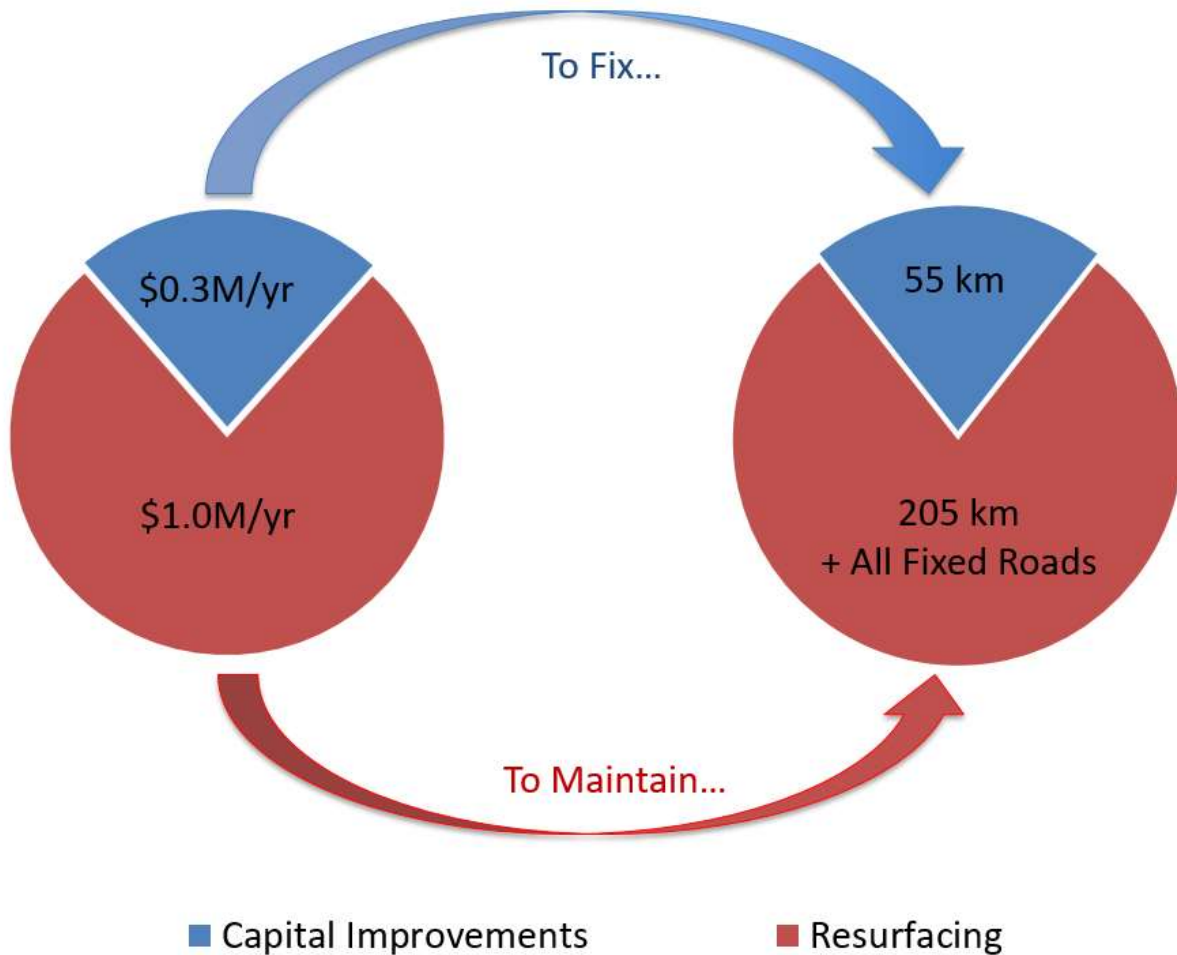 To Fix...
$0.3M/yr
55 km
$1.0M/yr
205 km
+ All Fixed Roads
To Maintain...
Capital Improvements
Resurfacing